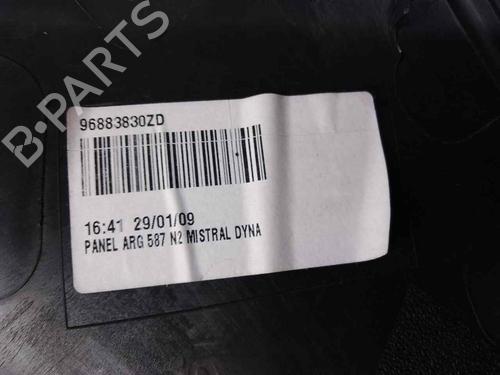 B-PARTS
96883830ZD
16:41 29/01/09
PANEL ARG 587 N2 MISTRAL DYNA